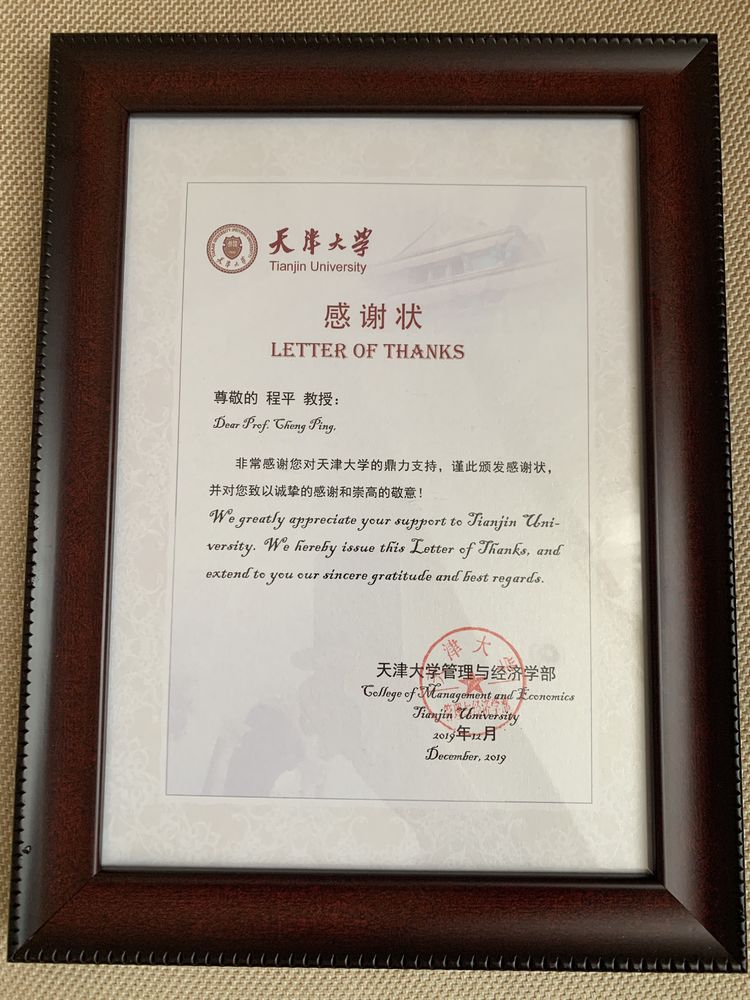 天津大学
Tianjin University
感谢状
LETTER OF THANKS
尊敬的 程平 教授：
Dear Prof. Cheng Ping,
非常感谢您对天津大学的鼎力支持，谨此颁发感谢状，
并对您致以诚挚的感谢和崇高的敬意！
We greatly appreciate your support to Tianjin Uni-
versity. We hereby issue this Letter of Thanks, and
extend to you our sincere gratitude and best regards.
天津大学管理与经济学部
College of Management and Economics
Tianjin University
2019年12月
December, 2019